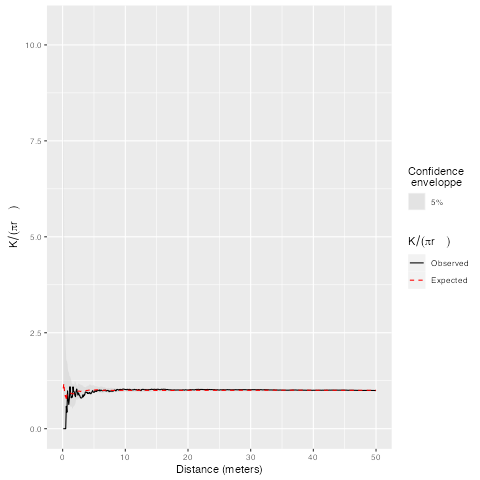 10.0
7.5
5.0
2.5
0.0
K/(πr )
0 10 20 30 40 50
Distance (meters)
Confidence
enveloppe
5%
K/(πr )
Observed
Expected